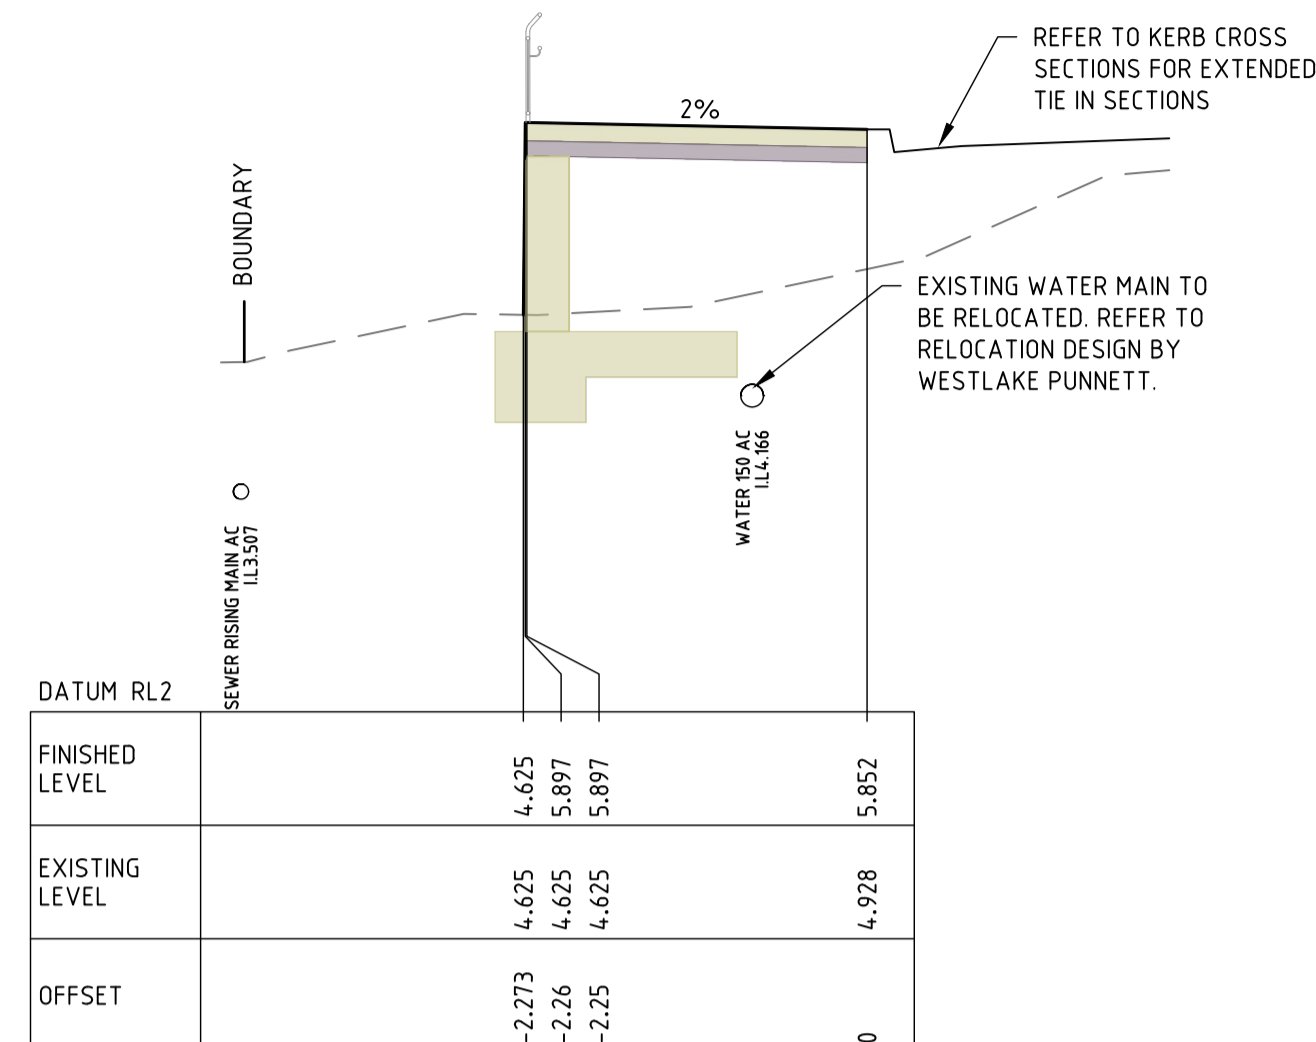 REFER TO KERB CROSS
SECTIONS FOR EXTENDED
TIE IN SECTIONS
2%
BOUNDARY
EXISTING WATER MAIN TO
BE RELOCATED. REFER TO
RELOCATION DESIGN BY
WESTLAKE PUNNETT.
WATER 150 AC
I.L4.166
SEWER RISING MAIN AC
I.L3.507
DATUM RL2
FINISHED
LEVEL
4.625
5.897
5.897
5.852
EXISTING
LEVEL
4.625
4.625
4.625
4.928
OFFSET
-2.273
-2.26
-2.25
0